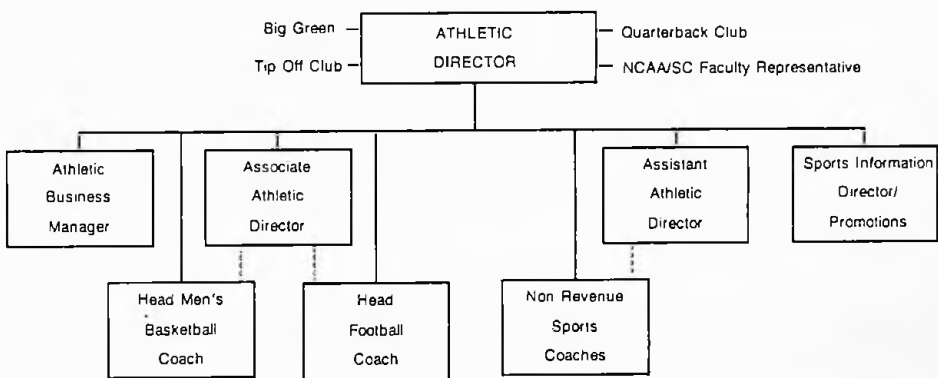 Big Green
Tip Off Club
ATHLETIC
DIRECTOR
Quarterback Club
NCAA/SC Faculty Representative
Athletic
Business
Manager
Associate
Athletic
Director
Assistant
Athletic
Director
Sports Information
Director/
Promotions
Head Men's
Basketball
Coach
Head
Football
Coach
Non Revenue
Sports
Coaches